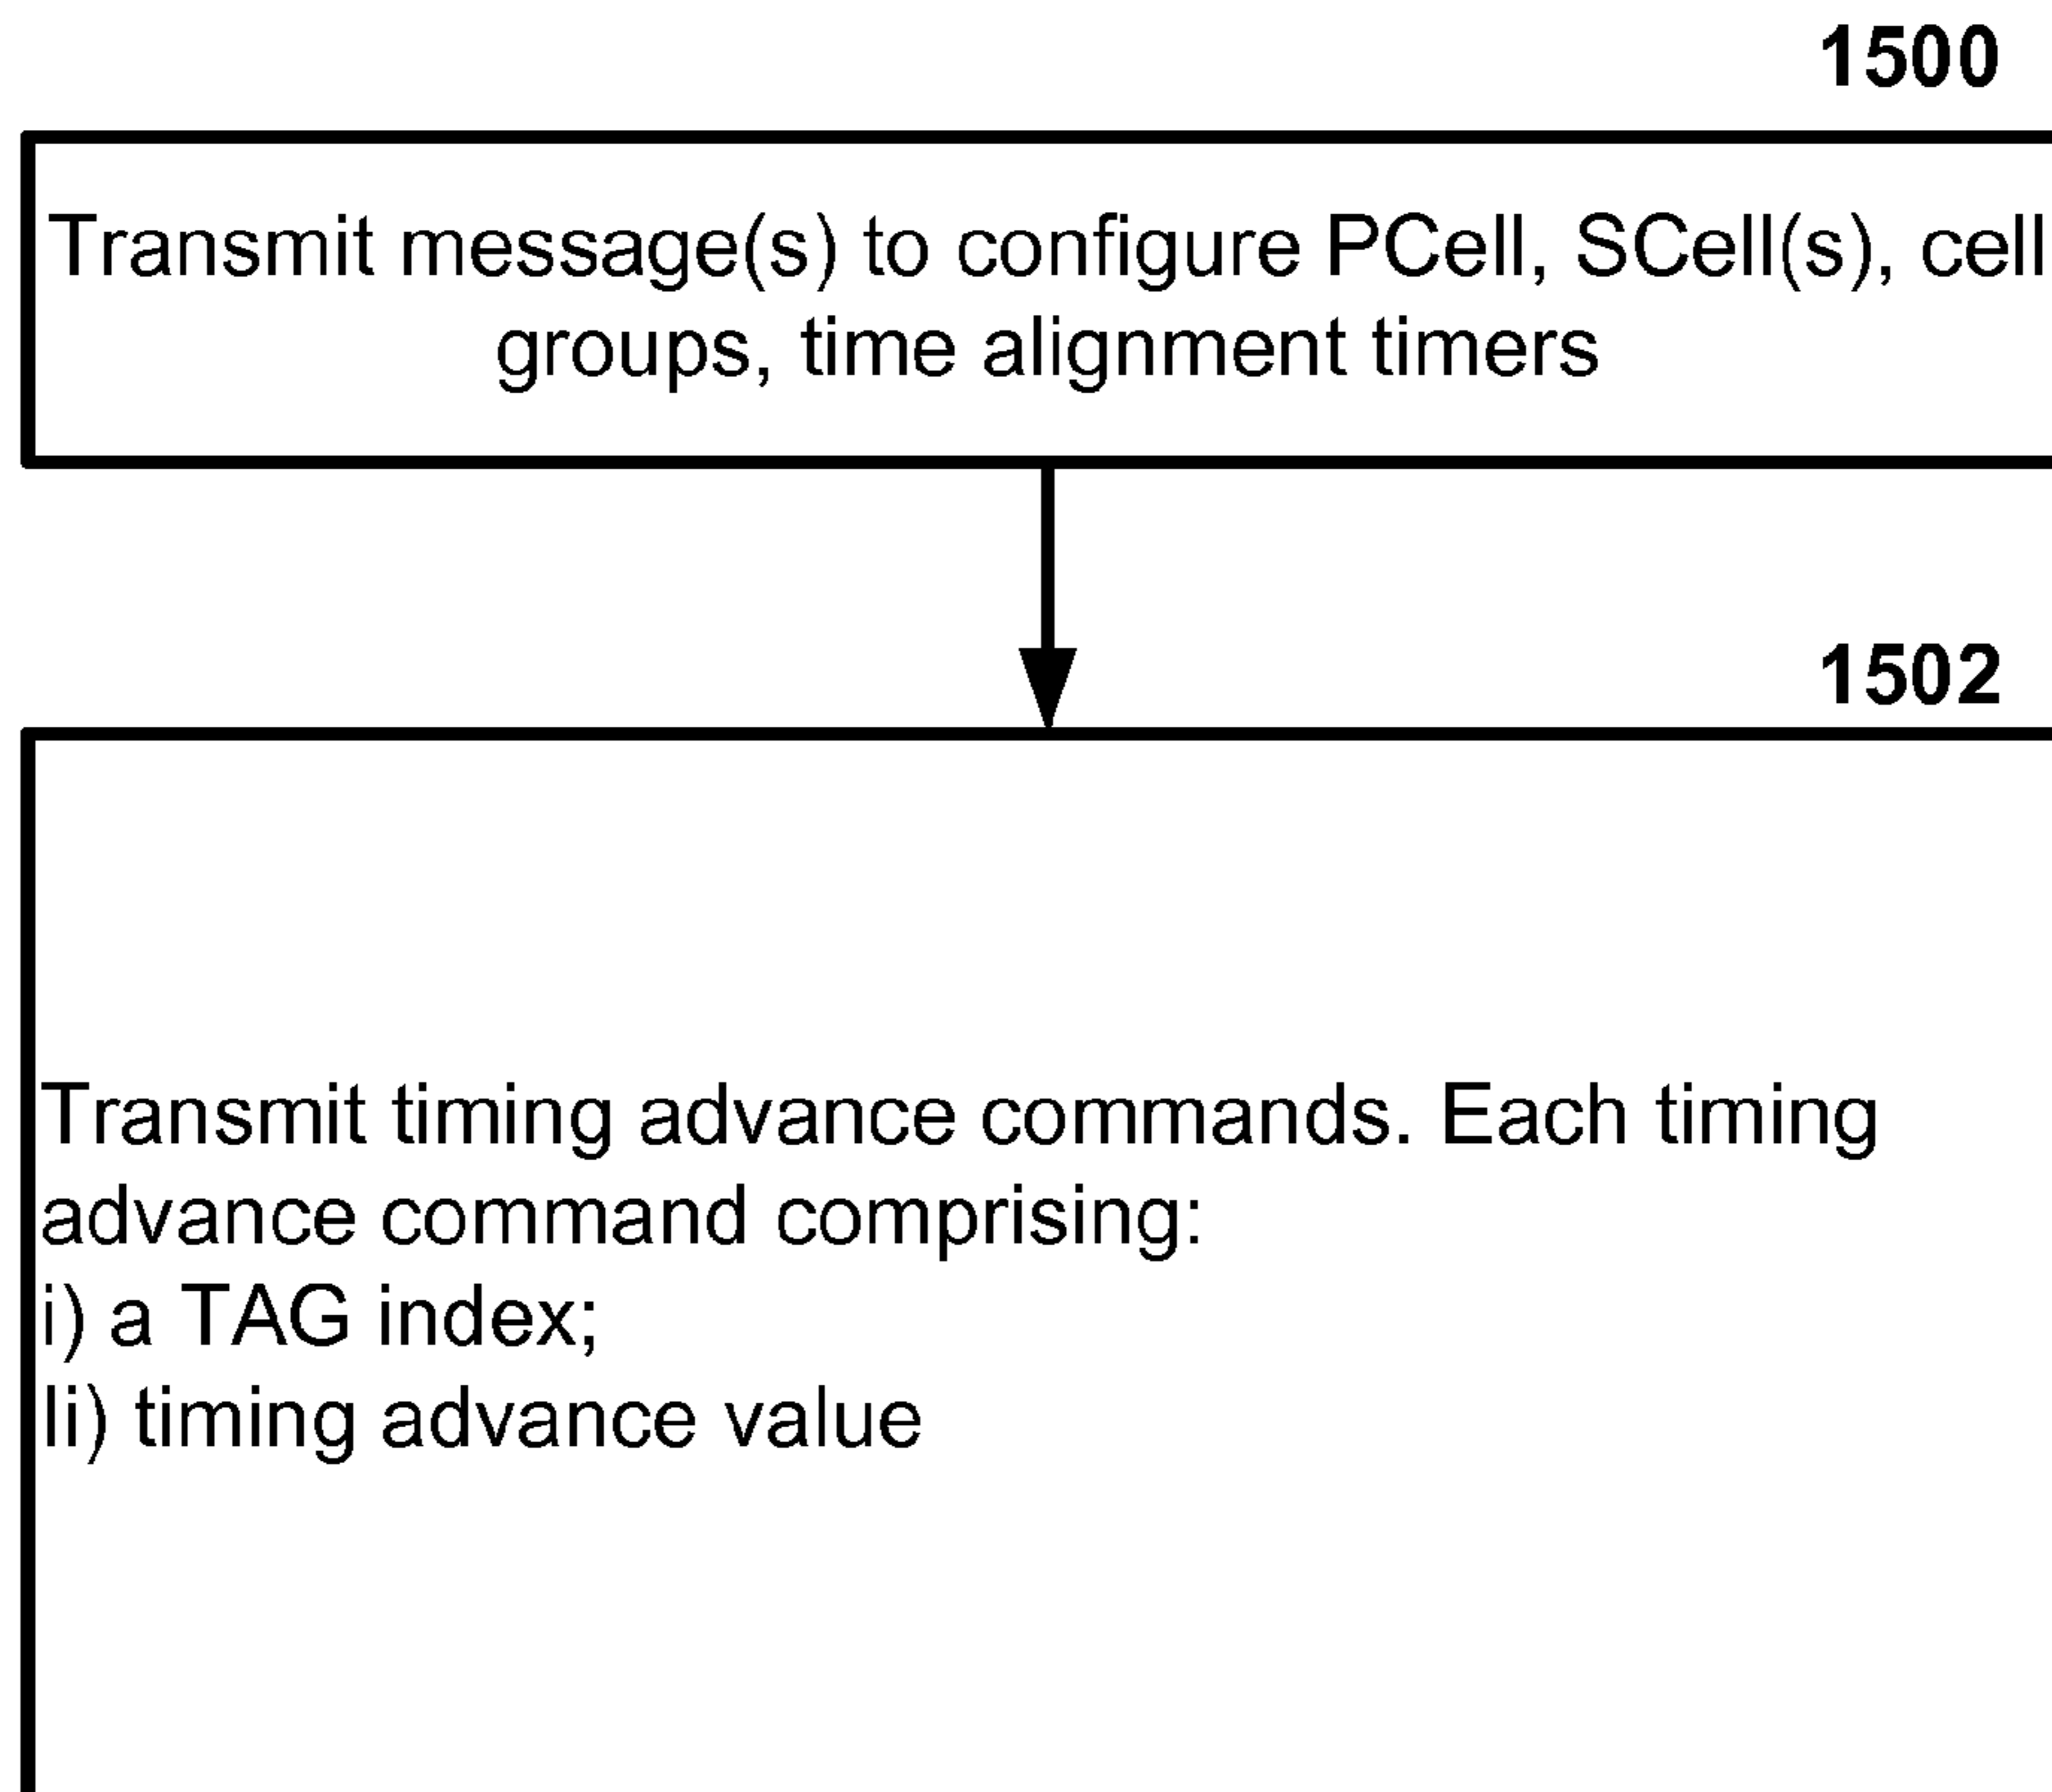 1500
Transmit message(s) to configure PCell, SCell(s), cell
groups, time alignment timers
1502
Transmit timing advance commands. Each timing
advance command comprising:
i) a TAG index;
Ii) timing advance value